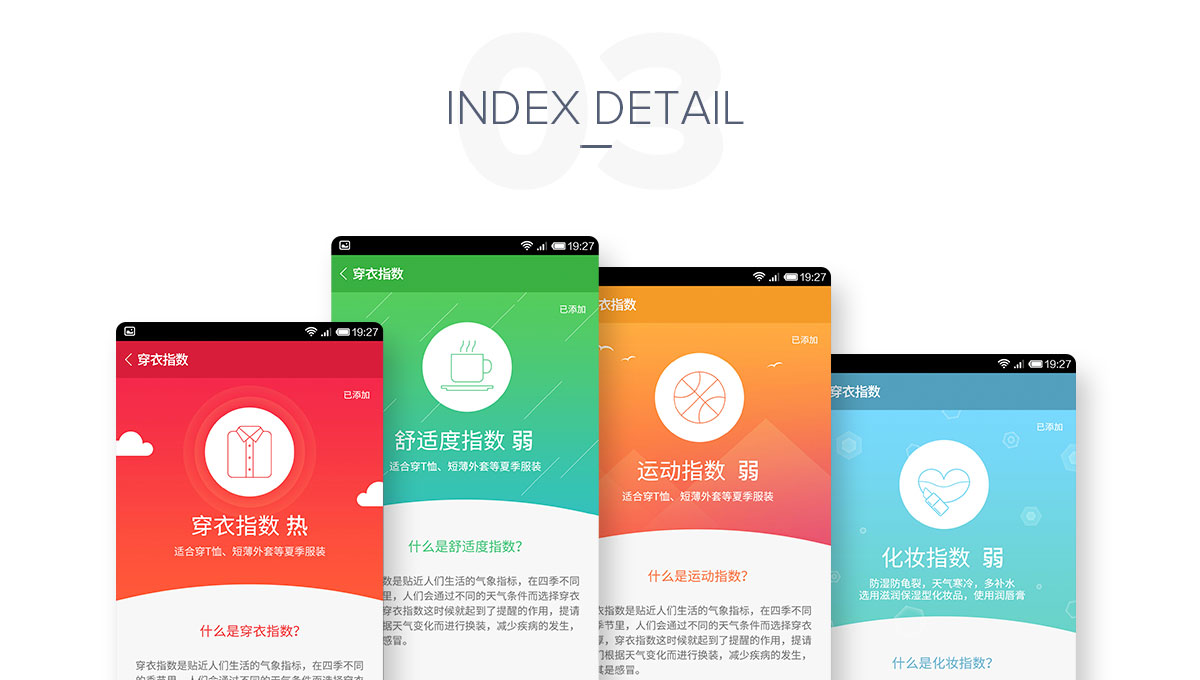 03
INDEX DETAIL
19:27
穿衣指数
已添加
穿衣指数 热
适合穿T恤、短薄外套等夏季服装
什么是穿衣指数?
穿衣指数是贴近人们生活的气象指标，在四季不同
的季节里，人们会通过不同的天气条件而选择穿衣
19:27
穿衣指数
已添加
舒适度指数 弱
适合穿T恤、短薄外套等夏季服装
什么是舒适度指数?
数是贴近人们生活的气象指标，在四季不同
里，人们会通过不同的天气条件而选择穿衣
穿衣指数这时候就起到了提醒的作用，提请
据天气变化而进行换装，减少疾病的发生，
感冒。
19:27
衣指数
已添加
运动指数 弱
适合穿T恤、短薄外套等夏季服装
什么是运动指数?
衣指数是贴近人们生活的气象指标，在四季不同
季节里，人们会通过不同的天气条件而选择穿衣
厚，穿衣指数这时候就起到了提醒的作用，提请
们根据天气变化而进行换装，减少疾病的发生，
其是感冒。
19:27
穿衣指数
已添加
化妆指数 弱
防湿防龟裂，天气寒冷，多补水
选用滋润保湿型化妆品，使用润唇膏
什么是化妆指数?